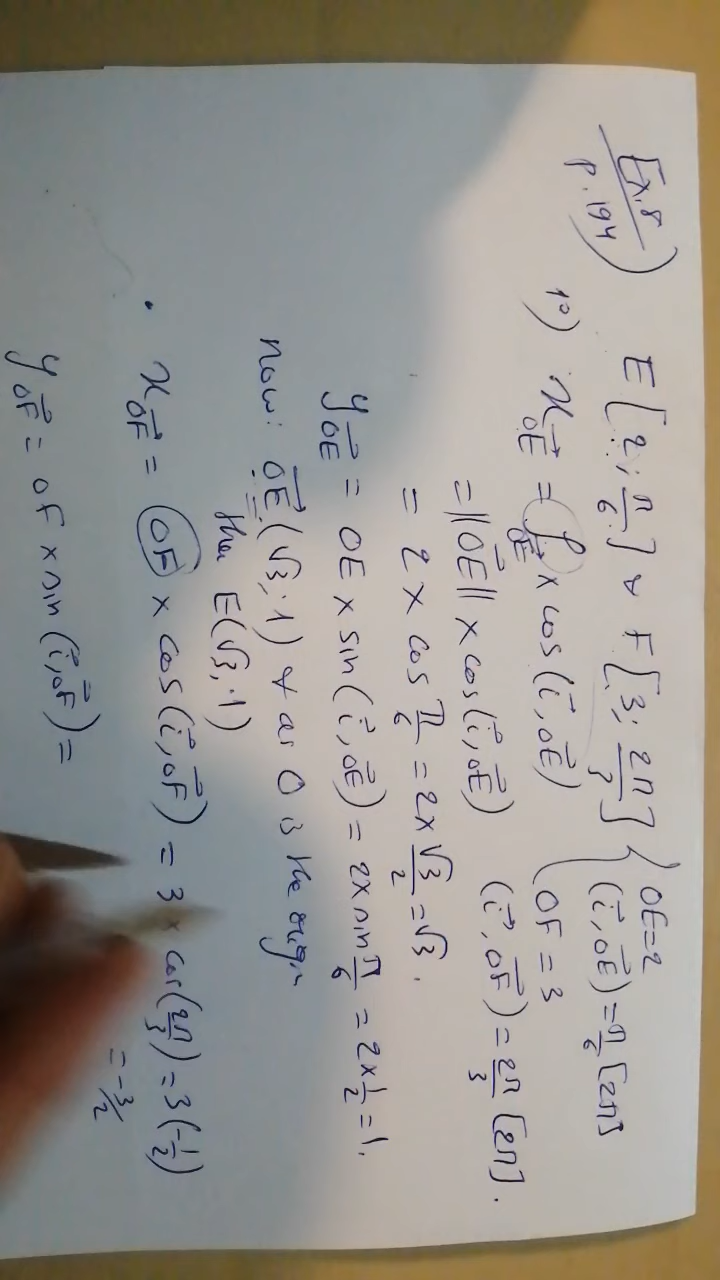 Ex.8
p.194
E[2; π/6] & F[3; 2π/3] { OE=2
(i⃗, OE⃗) = π/6 [2π]
OF = 3
(i⃗, OF⃗) = 2π/3 [2π].
1°) x_OE⃗ = × cos(i⃗, OE⃗)
= ||OE⃗|| × cos(i⃗, OE⃗)
= 2 × cos π/6 = 2 × √3/2 = √3.
y_OE⃗ = OE × sin(i⃗, OE⃗) = 2 × sin π/6 = 2 × 1/2 = 1.
now: OE⃗(√3; 1) & as O is the origin
the E(√3; 1)
• x_OF⃗ = OF × cos(i⃗, OF⃗) = 3 × cos(2π/3) = 3(-1/2)
= -3/2
y_OF⃗ = OF × sin(i⃗, OF⃗) =